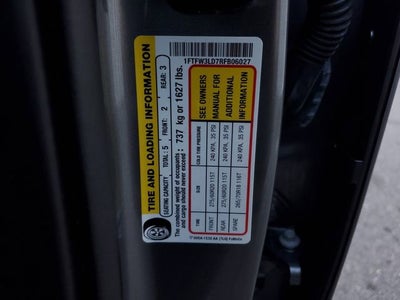 1FTFW3LD7RFB06027
TIRE AND LOADING INFORMATION
SEATING CAPACITY TOTAL: 5 FRONT: 2 REAR: 3
The combined weight of occupants and cargo should never exceed: 737 kg or 1627 lbs.
TIRE SIZE COLD TIRE PRESSURE
FRONT 275/60R20 115T 240 KPA, 35 PSI
REAR 275/60R20 115T 240 KPA, 35 PSI
SPARE 265/70R18 116T 240 KPA, 35 PSI
SEE OWNERS
MANUAL FOR
ADDITIONAL
INFORMATION